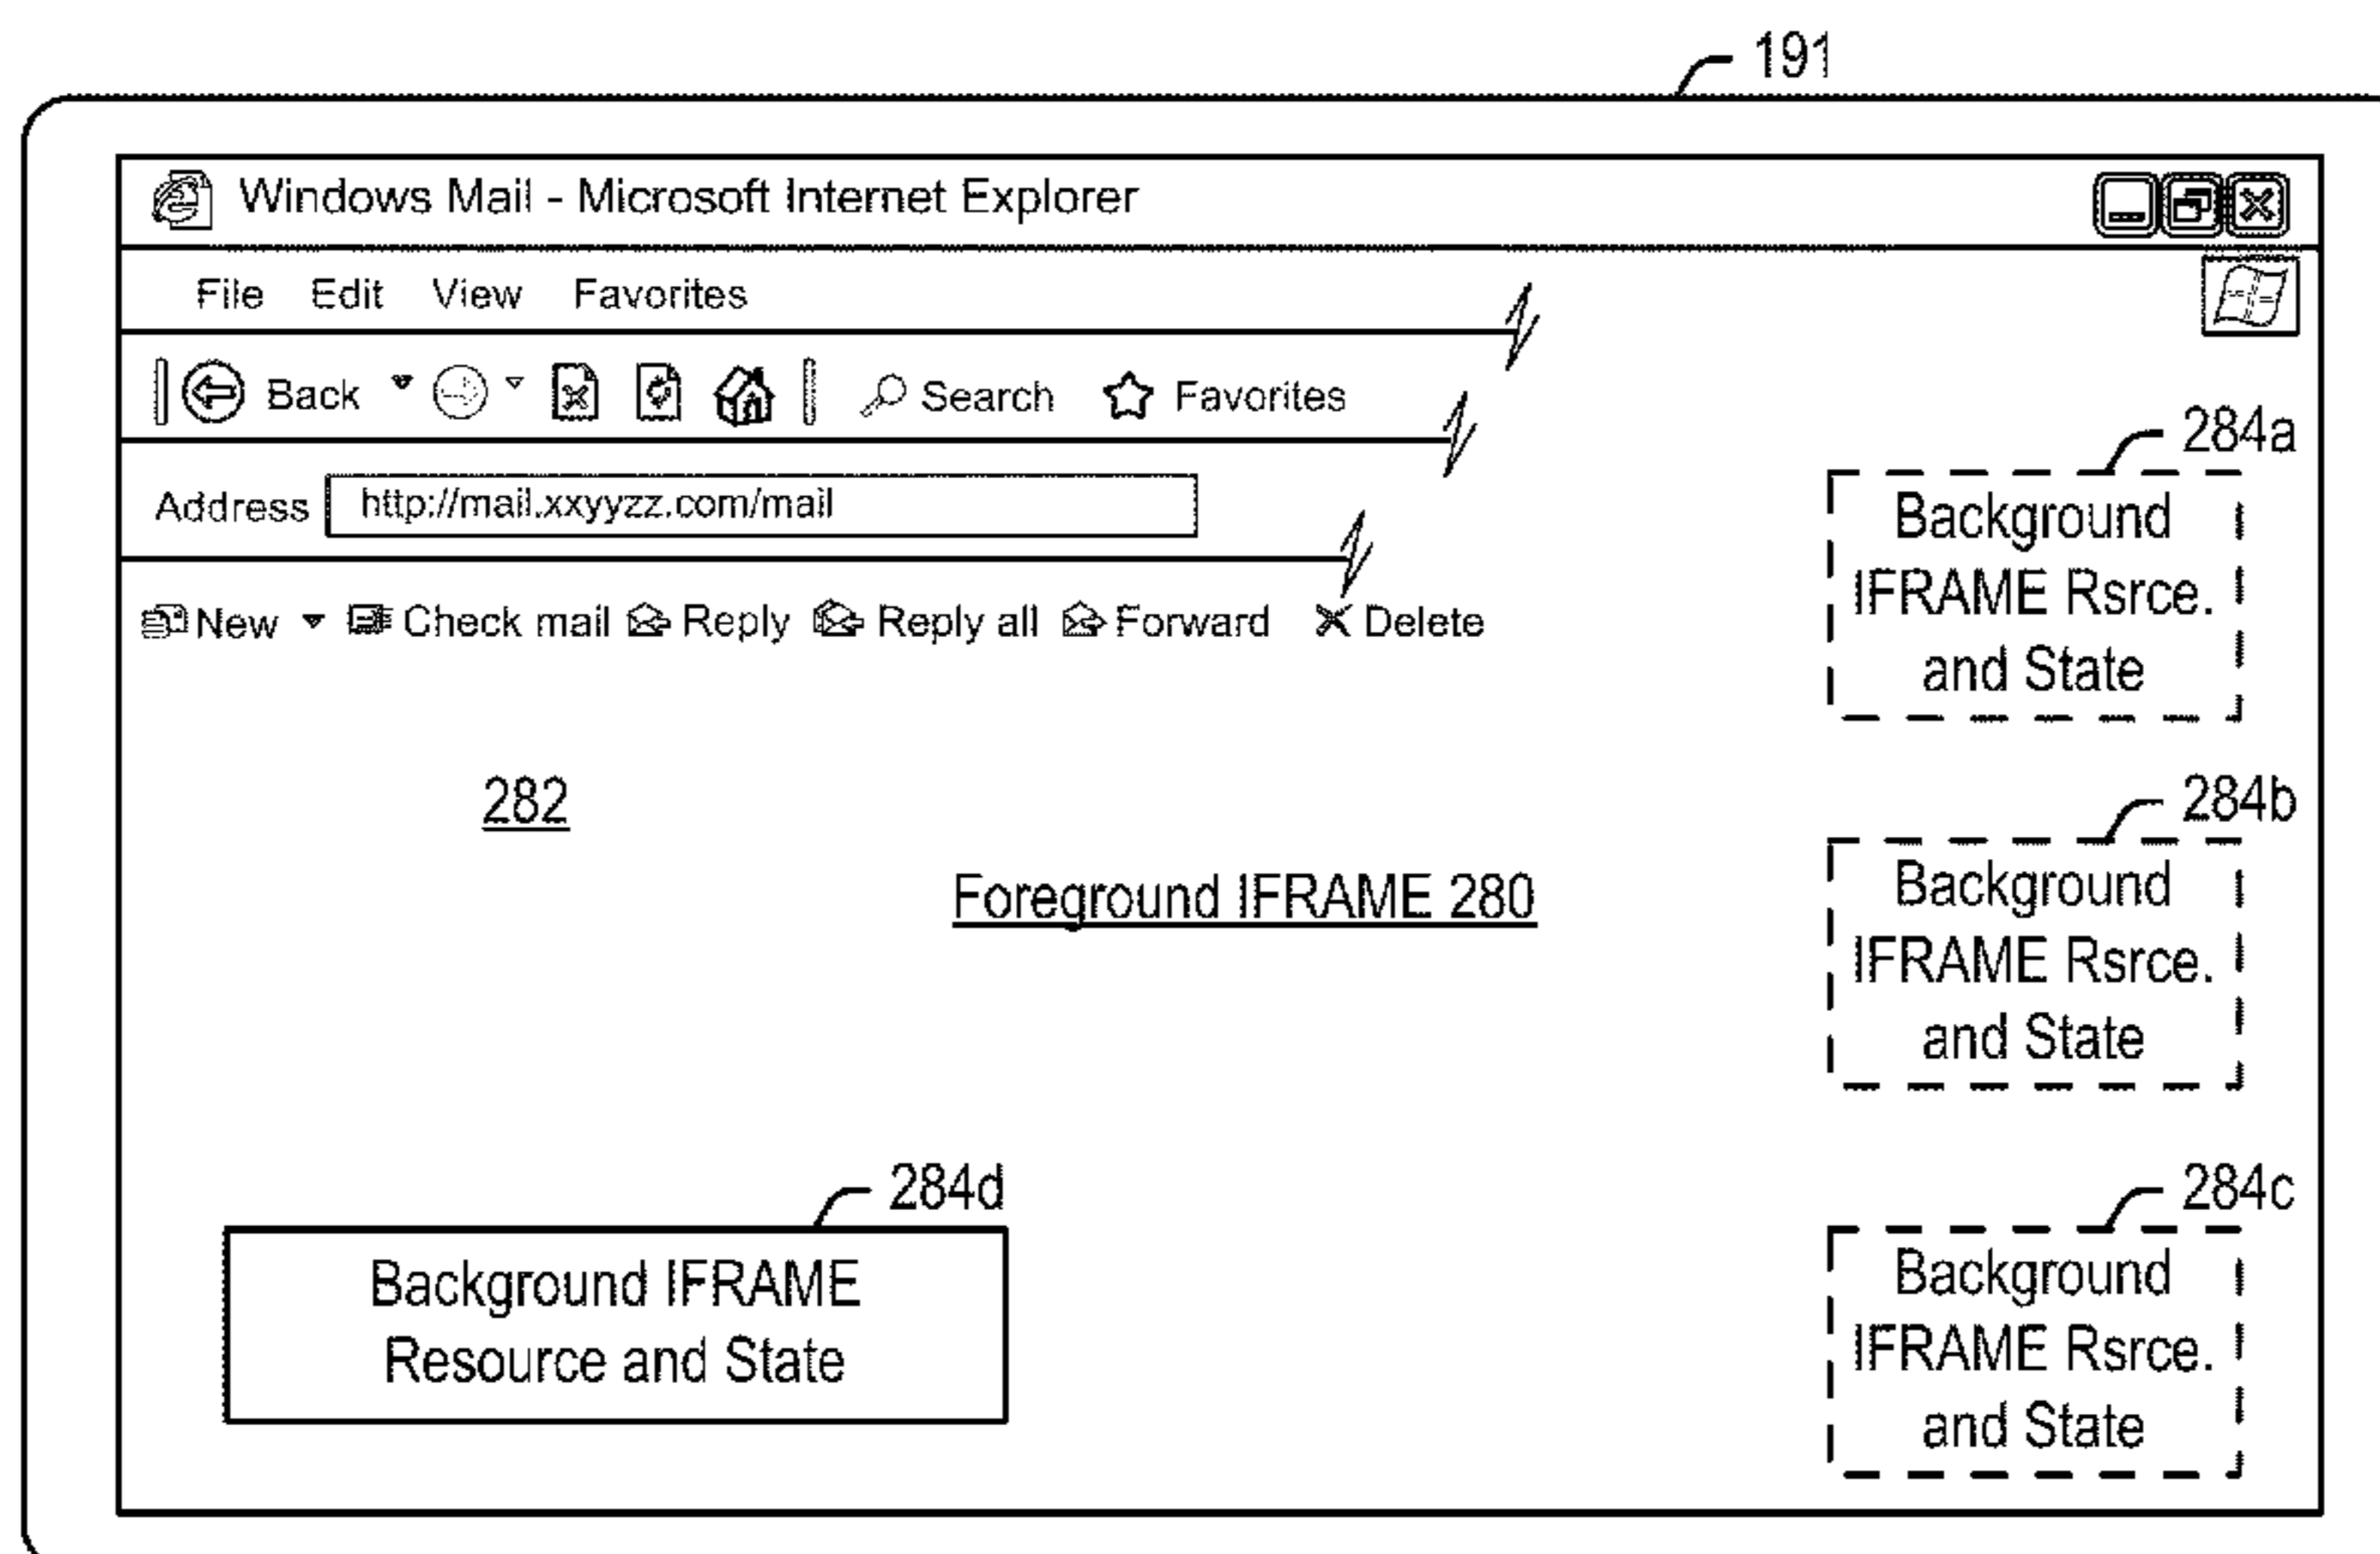 191
Windows Mail - Microsoft Internet Explorer
File Edit View Favorites
Back Search Favorites
Address http://mail.xxyyzz.com/mail
New Check mail Reply Reply all Forward Delete
284a
Background
IFRAME Rsrce.
and State
282
Foreground IFRAME 280
284b
Background
IFRAME Rsrce.
and State
284d
Background IFRAME
Resource and State
284c
Background
IFRAME Rsrce.
and State